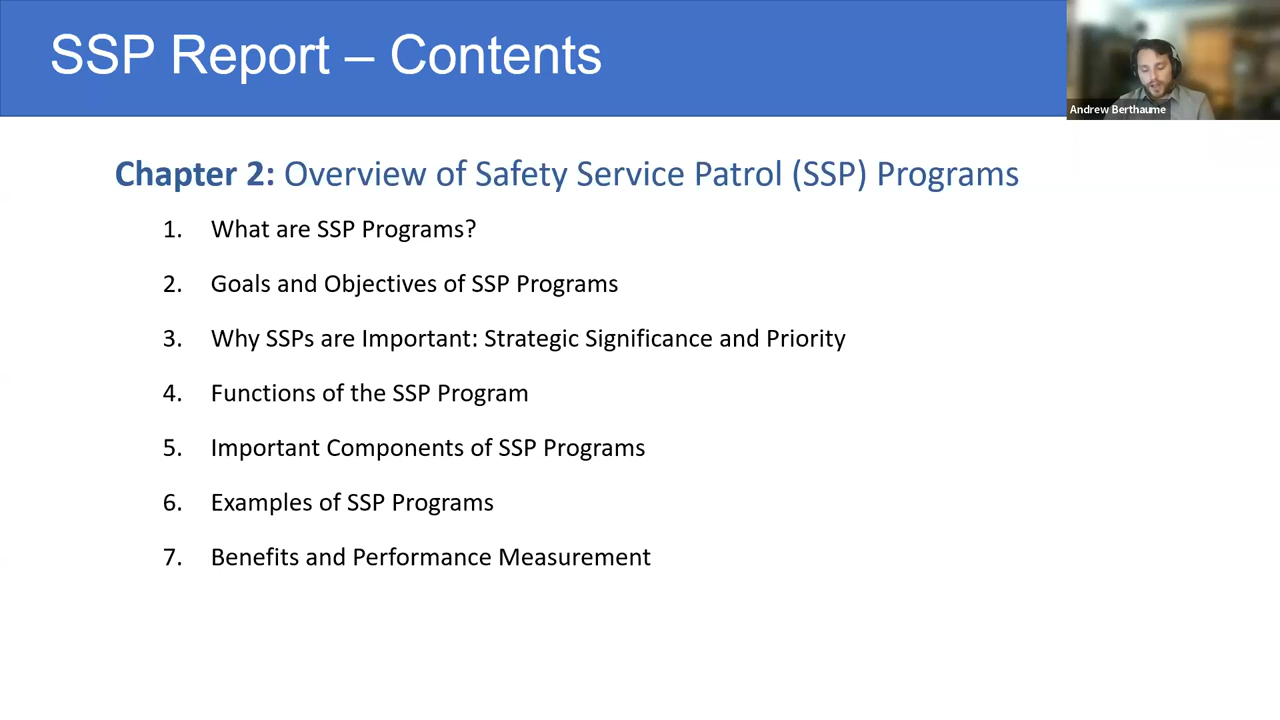 SSP Report – Contents
Andrew Berthaume
Chapter 2: Overview of Safety Service Patrol (SSP) Programs
1. What are SSP Programs?
2. Goals and Objectives of SSP Programs
3. Why SSPs are Important: Strategic Significance and Priority
4. Functions of the SSP Program
5. Important Components of SSP Programs
6. Examples of SSP Programs
7. Benefits and Performance Measurement